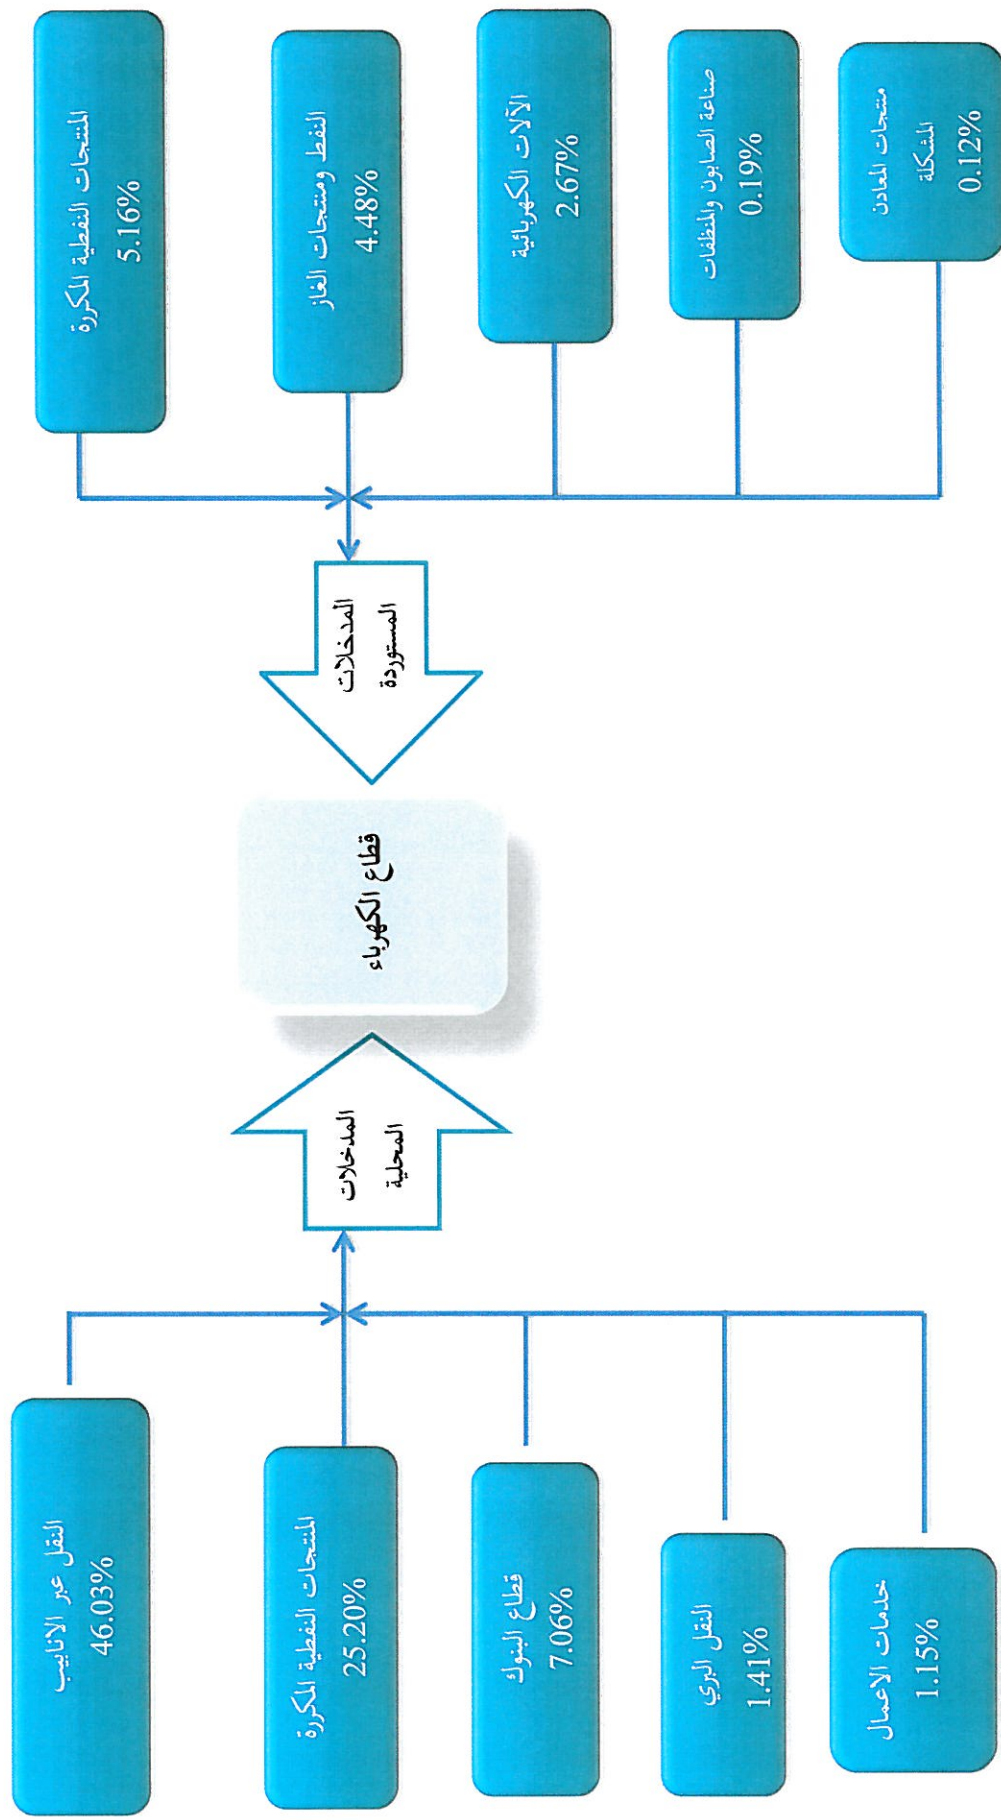 النقل عبر الانابيب
46.03%
المنتجات النفطية المكررة
25.20%
قطاع البنوك
7.06%
النقل البري
1.41%
خدمات الاعمال
1.15%
المدخلات
المحلية
قطاع الكهرباء
المدخلات
المستوردة
المنتجات النفطية المكررة
5.16%
النفط ومنتجات الغاز
4.48%
الآلات الكهربائية
2.67%
صناعة الصابون والمنظفات
0.19%
منتجات المعادن
المشكلة
0.12%